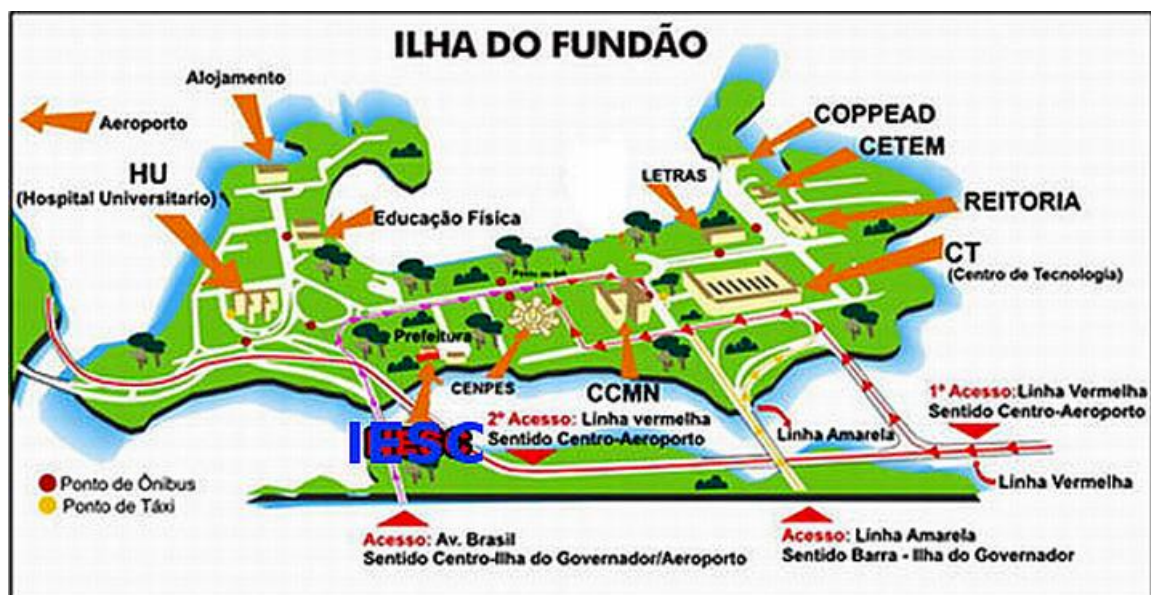 ILHA DO FUNDÃO
Alojamento
Aeroporto
HU
(Hospital Universitario)
Educação Física
LETRAS
COPPEAD
CETEM
REITORIA
CT
(Centro de Tecnologia)
Prefeitura
CENPES
CCMN
IESC
2º Acesso: Linha vermelha
Sentido Centro-Aeroporto
1º Acesso: Linha Vermelha
Sentido Centro-Aeroporto
Linha Amarela
Linha Vermelha
Ponto de Ônibus
Ponto de Táxi
Acesso: Av. Brasil
Sentido Centro-Ilha do Governador/Aeroporto
Acesso: Linha Amarela
Sentido Barra - Ilha do Governador